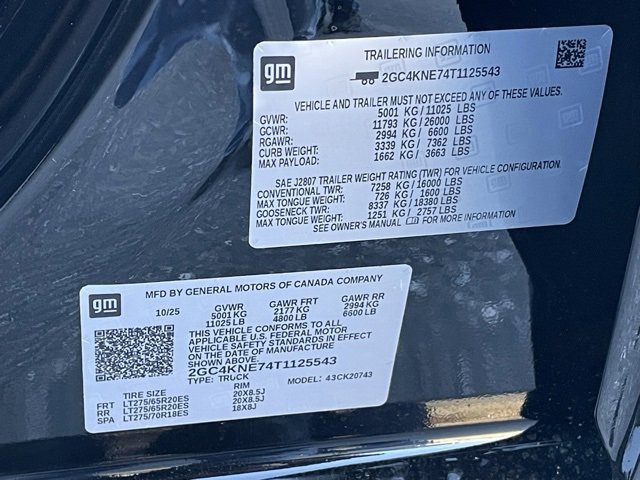 gm
TRAILERING INFORMATION
2GC4KNE74T1125543
VEHICLE AND TRAILER MUST NOT EXCEED ANY OF THESE VALUES.
GVWR: 5001 KG / 11025 LBS
GCWR: 11793 KG / 26000 LBS
RGAWR: 2994 KG / 6600 LBS
CURB WEIGHT: 3339 KG / 7362 LBS
MAX PAYLOAD: 1662 KG / 3663 LBS
SAE J2807 TRAILER WEIGHT RATING (TWR) FOR VEHICLE CONFIGURATION.
CONVENTIONAL TWR: 7258 KG / 16000 LBS
MAX TONGUE WEIGHT: 726 KG / 1600 LBS
GOOSENECK TWR: 8337 KG / 18380 LBS
MAX TONGUE WEIGHT: 1251 KG / 2757 LBS
SEE OWNER'S MANUAL FOR MORE INFORMATION
gm
MFD BY GENERAL MOTORS OF CANADA COMPANY
10/25 GVWR GAWR FRT GAWR RR
5001 KG 2177 KG 2994 KG
11025 LB 4800 LB 6600 LB
THIS VEHICLE CONFORMS TO ALL
APPLICABLE U.S. FEDERAL MOTOR
VEHICLE SAFETY STANDARDS IN EFFECT
ON THE DATE OF MANUFACTURE
SHOWN ABOVE.
2GC4KNE74T1125543
TYPE: TRUCK MODEL: 43CK20743
TIRE SIZE RIM
FRT LT275/65R20ES 20X8.5J
RR LT275/65R20ES 20X8.5J
SPA LT275/70R18ES 18X8J